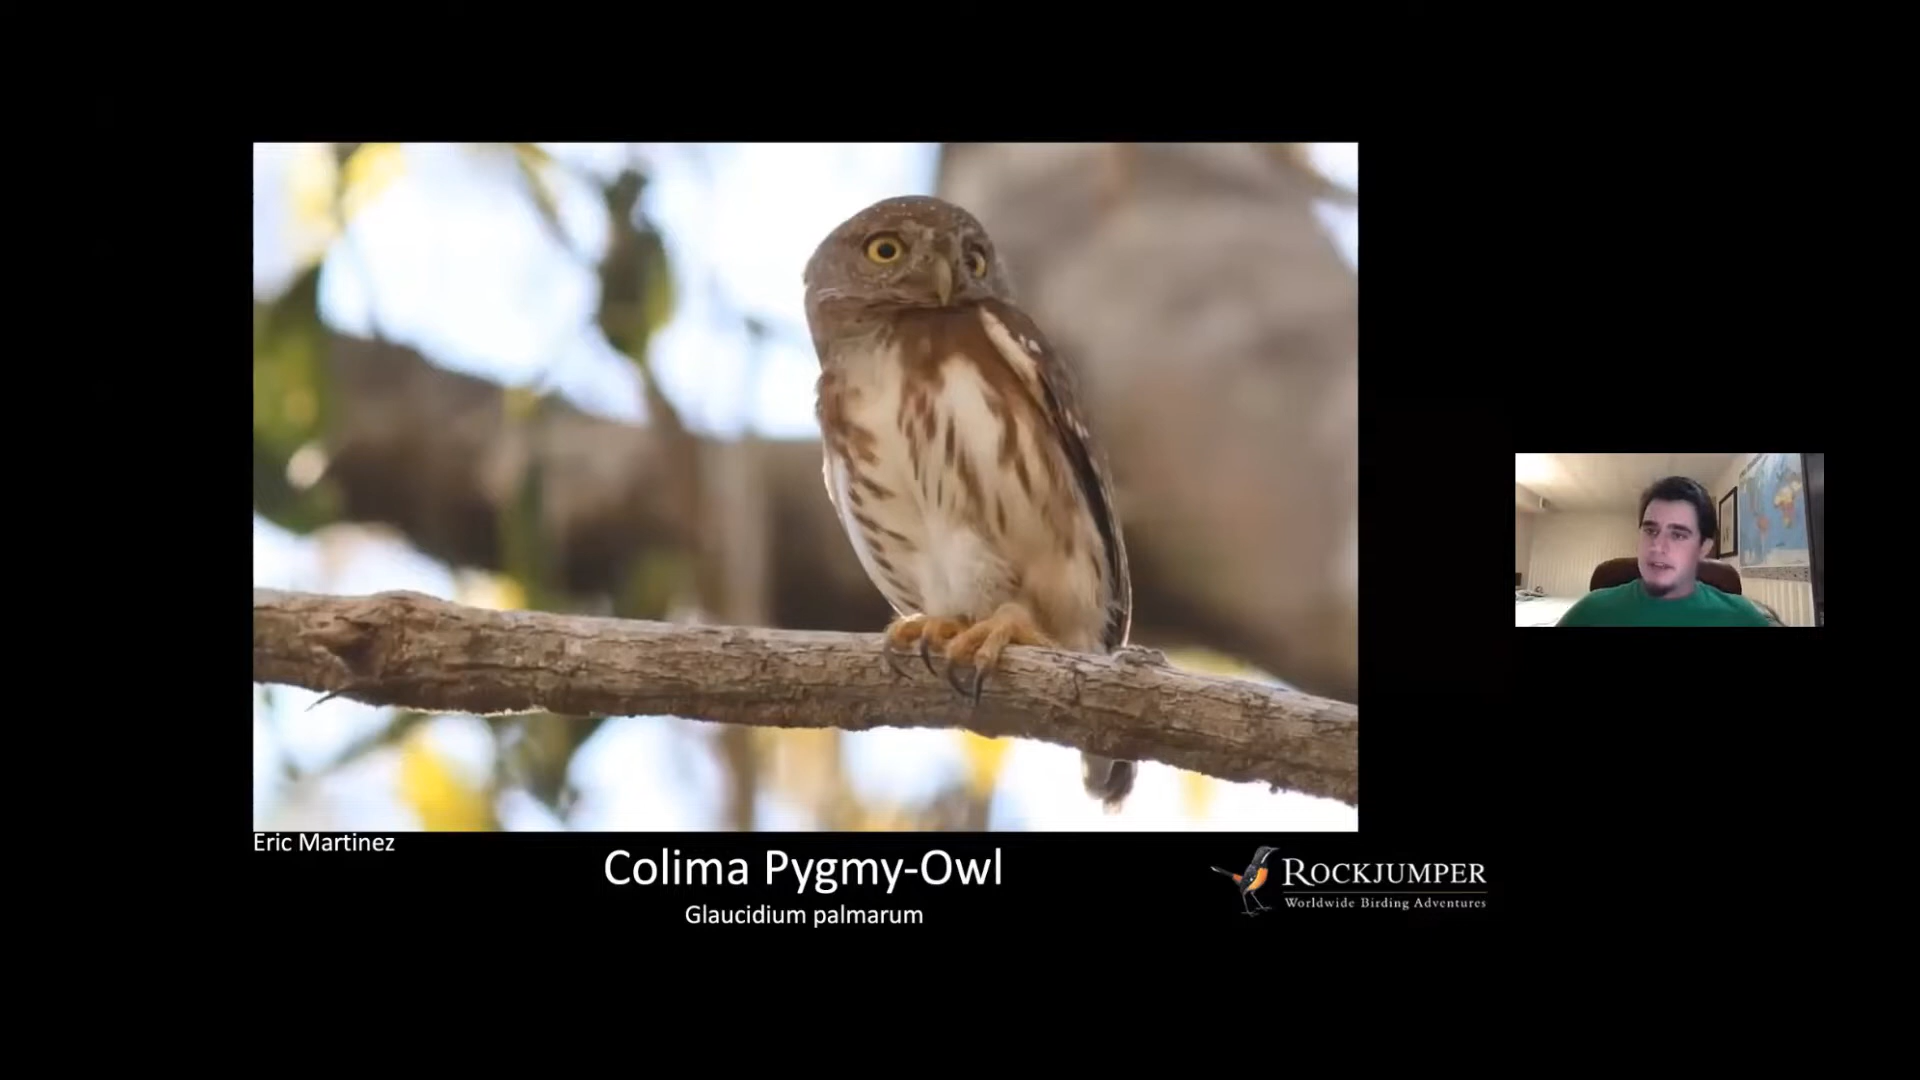 Eric Martinez
Colima Pygmy-Owl
Glaucidium palmarum
ROCKJUMPER
Worldwide Birding Adventures